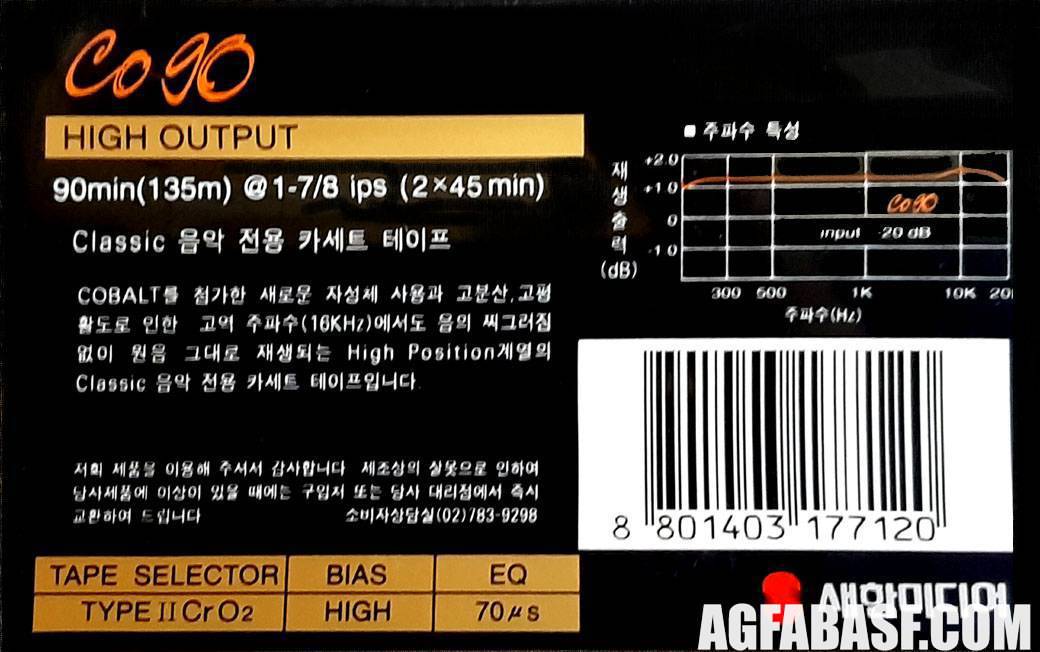 Co 90
HIGH OUTPUT
90min(135m) @1-7/8 ips (2×45min)
Classic 음악 전용 카세트 테이프
COBALT를 첨가한 새로운 자성체 사용과 고분산,고평
활도로 인한 고역 주파수(16KHz)에서도 음의 찌그러짐
없이 원음 그대로 재생되는 High Position계열의
Classic 음악 전용 카세트 테이프입니다.
저희 제품을 이용해 주셔서 감사합니다 제조상의 잘못으로 인하여
당사제품에 이상이 있을 때에는 구입처 또는 당사 대리점에서 즉시
교환하여 드립니다 소비자상담실(02)783-9298
TAPE SELECTOR BIAS EQ
TYPE II CrO2 HIGH 70μs
■ 주파수 특성
재생출력(dB)
+2.0
+1.0
0
-1.0
Co 90
input -20 dB
300 500 1K 10K 20
주파수(Hz)
8 801403 177120
새한미디어
AGFABASF.COM